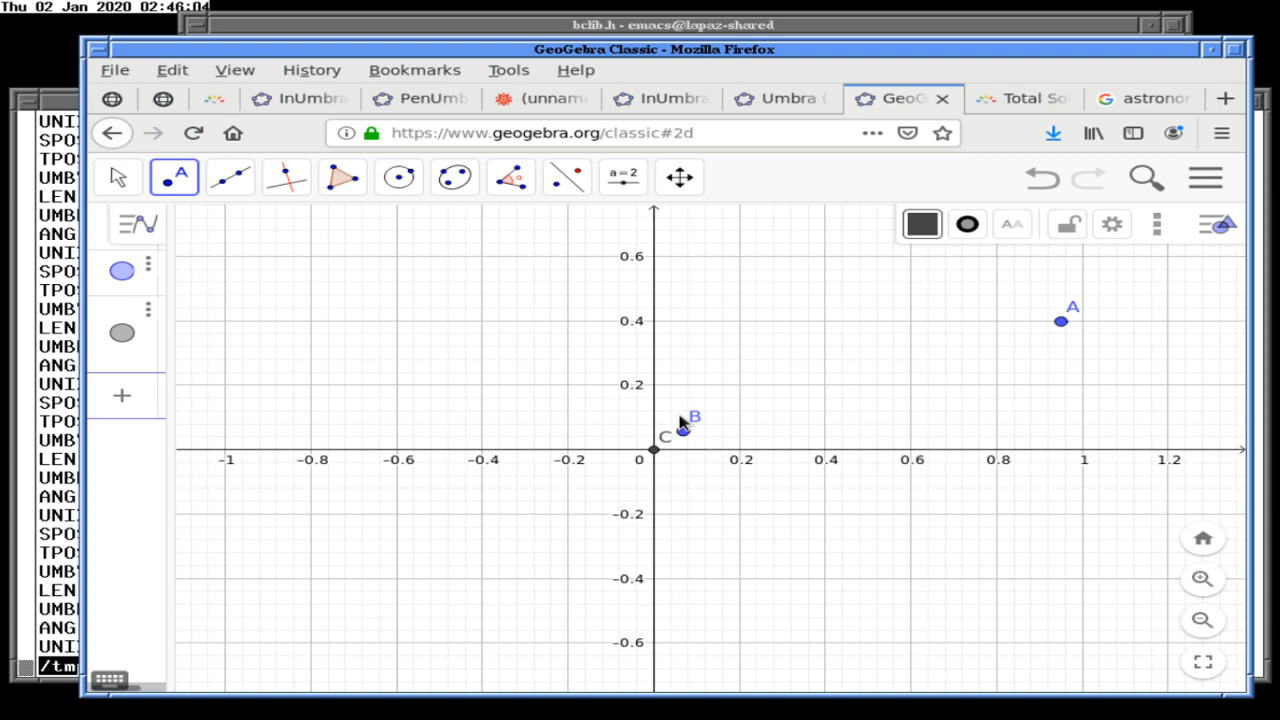 Thu 02 Jan 2020 02:46:04
bclib.h - emacs@lapaz-shared
GeoGebra Classic - Mozilla Firefox
File Edit View History Bookmarks Tools Help
InUmbra PenUmb (unnam InUmbra Umbra ( GeoG Total So astronor
https://www.geogebra.org/classic#2d
A a=2
AA
UNI
SPO
TPO
UMB'
LEN
UMB
ANG
UNI
SPO
TPO
UMB'
LEN
UMB
ANG
UNI
SPO
TPO
UMB'
LEN
UMB
ANG
UNI
SPO
TPO
UMB'
LEN
UMB
ANG
UNI
/tm
0.6
0.4
0.2
A
B
C
-1 -0.8 -0.6 -0.4 -0.2 0 0.2 0.4 0.6 0.8 1 1.2
-0.2
-0.4
-0.6